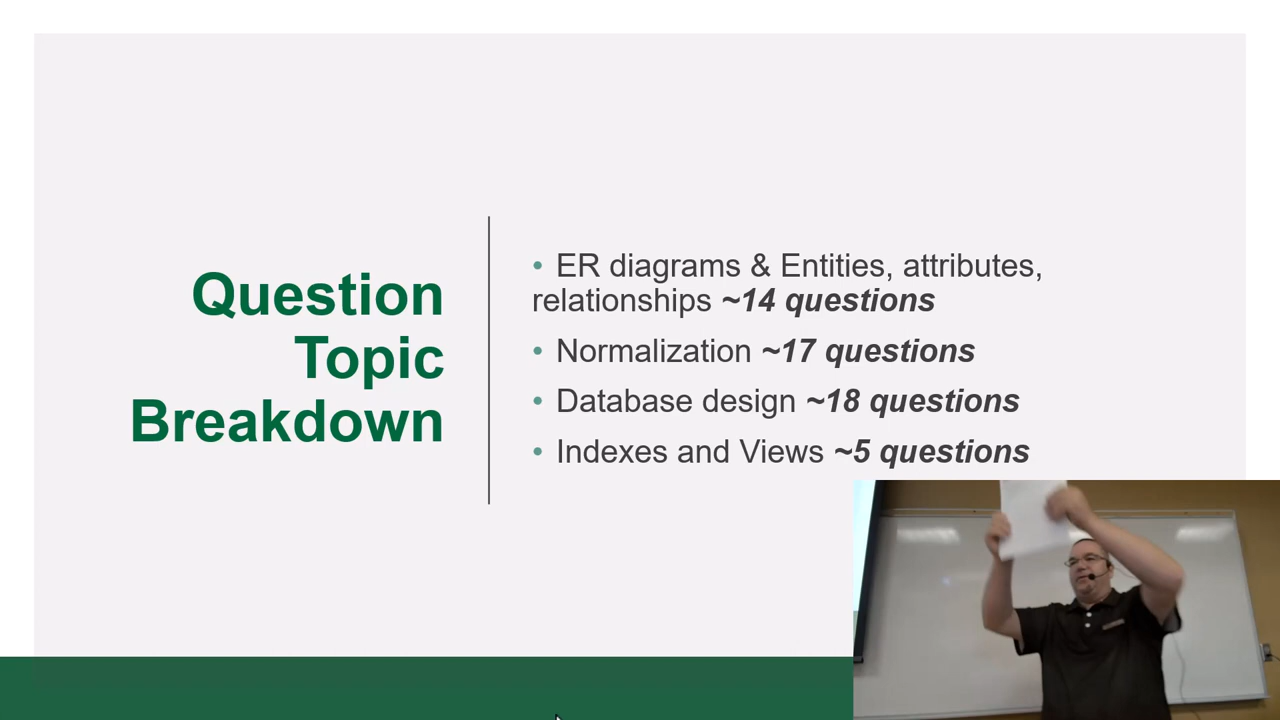 Question
Topic
Breakdown
• ER diagrams & Entities, attributes,
relationships ~14 questions
• Normalization ~17 questions
• Database design ~18 questions
• Indexes and Views ~5 questions